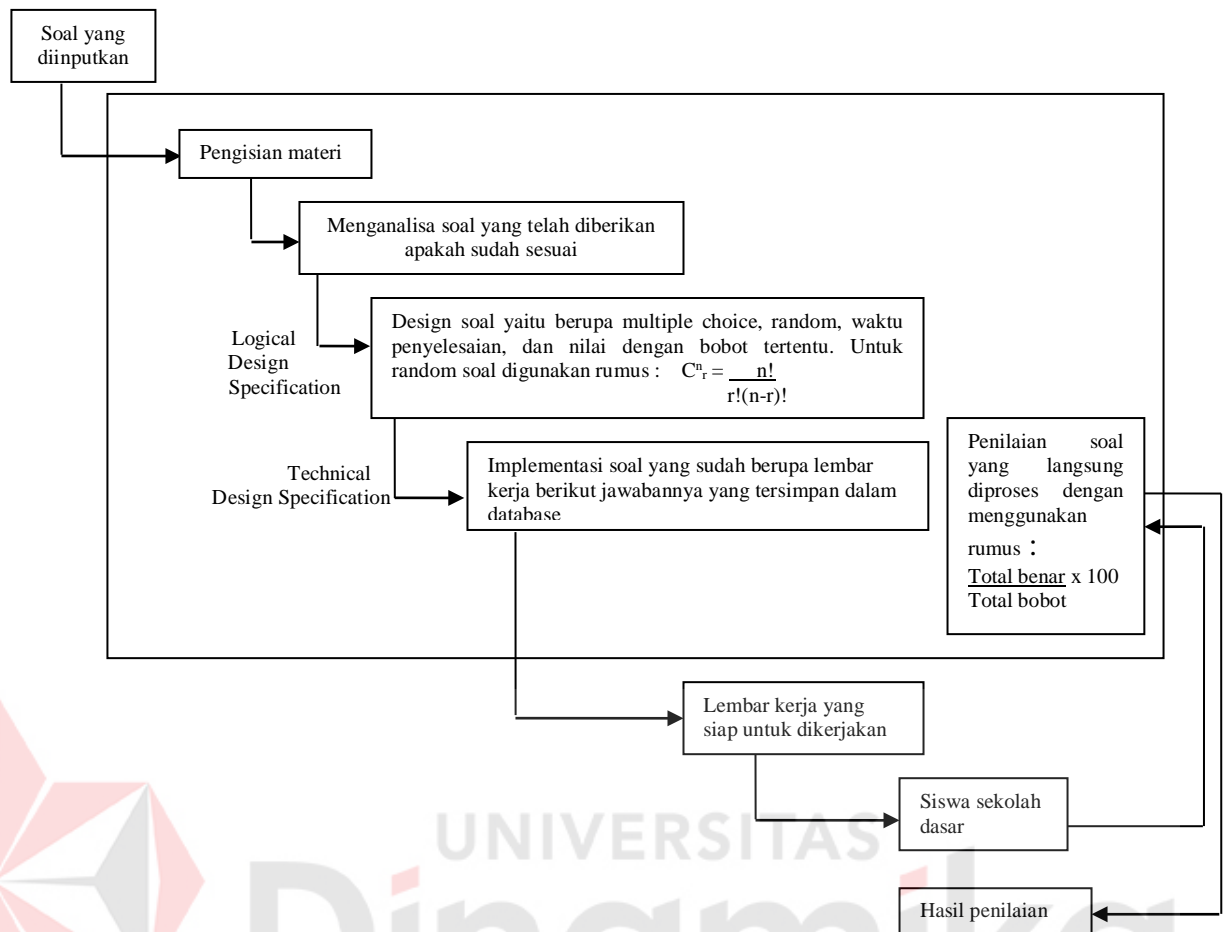 Soal yang
diinputkan
Pengisian materi
Menganalisa soal yang telah diberikan
apakah sudah sesuai
Logical
Design
Specification
Design soal yaitu berupa multiple choice, random, waktu
penyelesaian, dan nilai dengan bobot tertentu. Untuk
random soal digunakan rumus : Cⁿᵣ = n!
r!(n-r)!
Technical
Design Specification
Implementasi soal yang sudah berupa lembar
kerja berikut jawabannya yang tersimpan dalam
database
Penilaian soal
yang langsung
diproses dengan
menggunakan
rumus :
Total benar x 100
Total bobot
Lembar kerja yang
siap untuk dikerjakan
Siswa sekolah
dasar
UNIVERSITAS
Dinamika
Hasil penilaian